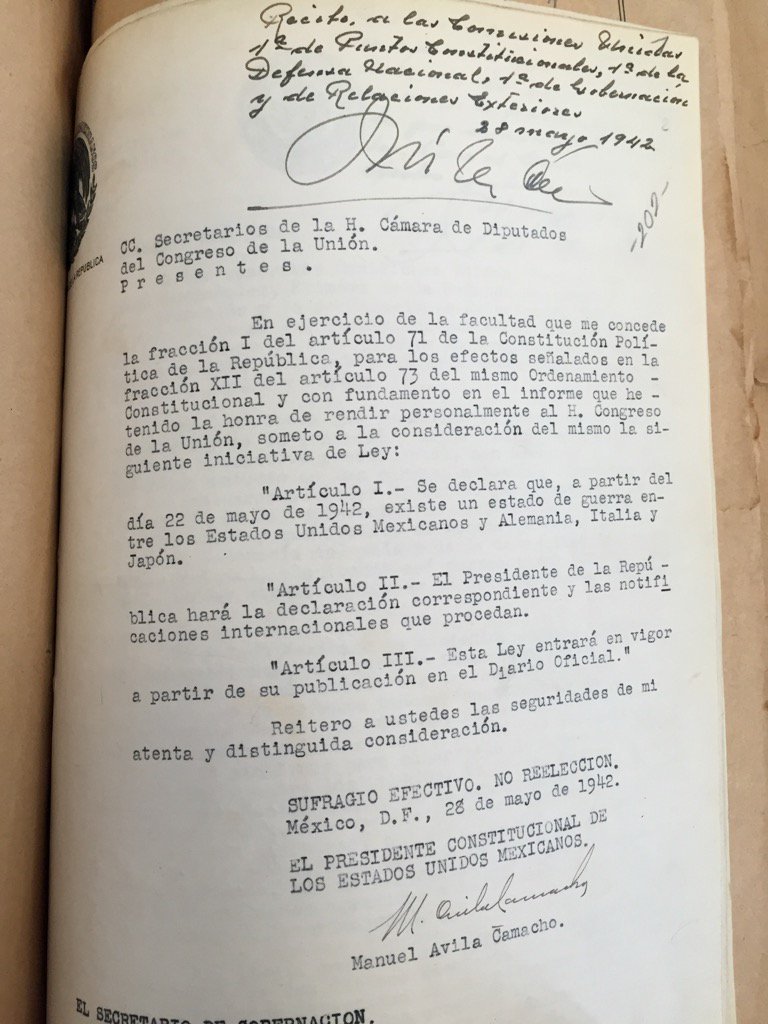 Recibo, a las Comisiones Unidas
1ª de Puntos Constitucionales, 1ª de la
Defensa Nacional, 1ª de Gobernación
y de Relaciones Exteriores
28 mayo 1942
-202-
REPÚBLICA
CC. Secretarios de la H. Cámara de Diputados
del Congreso de la Unión.
P r e s e n t e s .
En ejercicio de la facultad que me concede
la fracción I del artículo 71 de la Constitución Polí-
tica de la República, para los efectos señalados en la
fracción XII del artículo 73 del mismo Ordenamiento -
Constitucional y con fundamento en el informe que he -
tenido la honra de rendir personalmente al H. Congreso
de la Unión, someto a la consideración del mismo la si-
guiente iniciativa de Ley:
"Artículo I.- Se declara que, a partir del
día 22 de mayo de 1942, existe un estado de guerra en-
tre los Estados Unidos Mexicanos y Alemania, Italia y
Japón.
"Artículo II.- El Presidente de la Repú -
blica hará la declaración correspondiente y las notifi
caciones internacionales que procedan.
"Artículo III.- Esta Ley entrará en vigor
a partir de su publicación en el Diario Oficial."
Reitero a ustedes las seguridades de mi
atenta y distinguida consideración.
SUFRAGIO EFECTIVO. NO REELECCION.
México, D.F., 28 de mayo de 1942.
EL PRESIDENTE CONSTITUCIONAL DE
LOS ESTADOS UNIDOS MEXICANOS.
M. Avila Camacho
Manuel Avila Camacho.
EL SECRETARIO DE GOBERNACION.